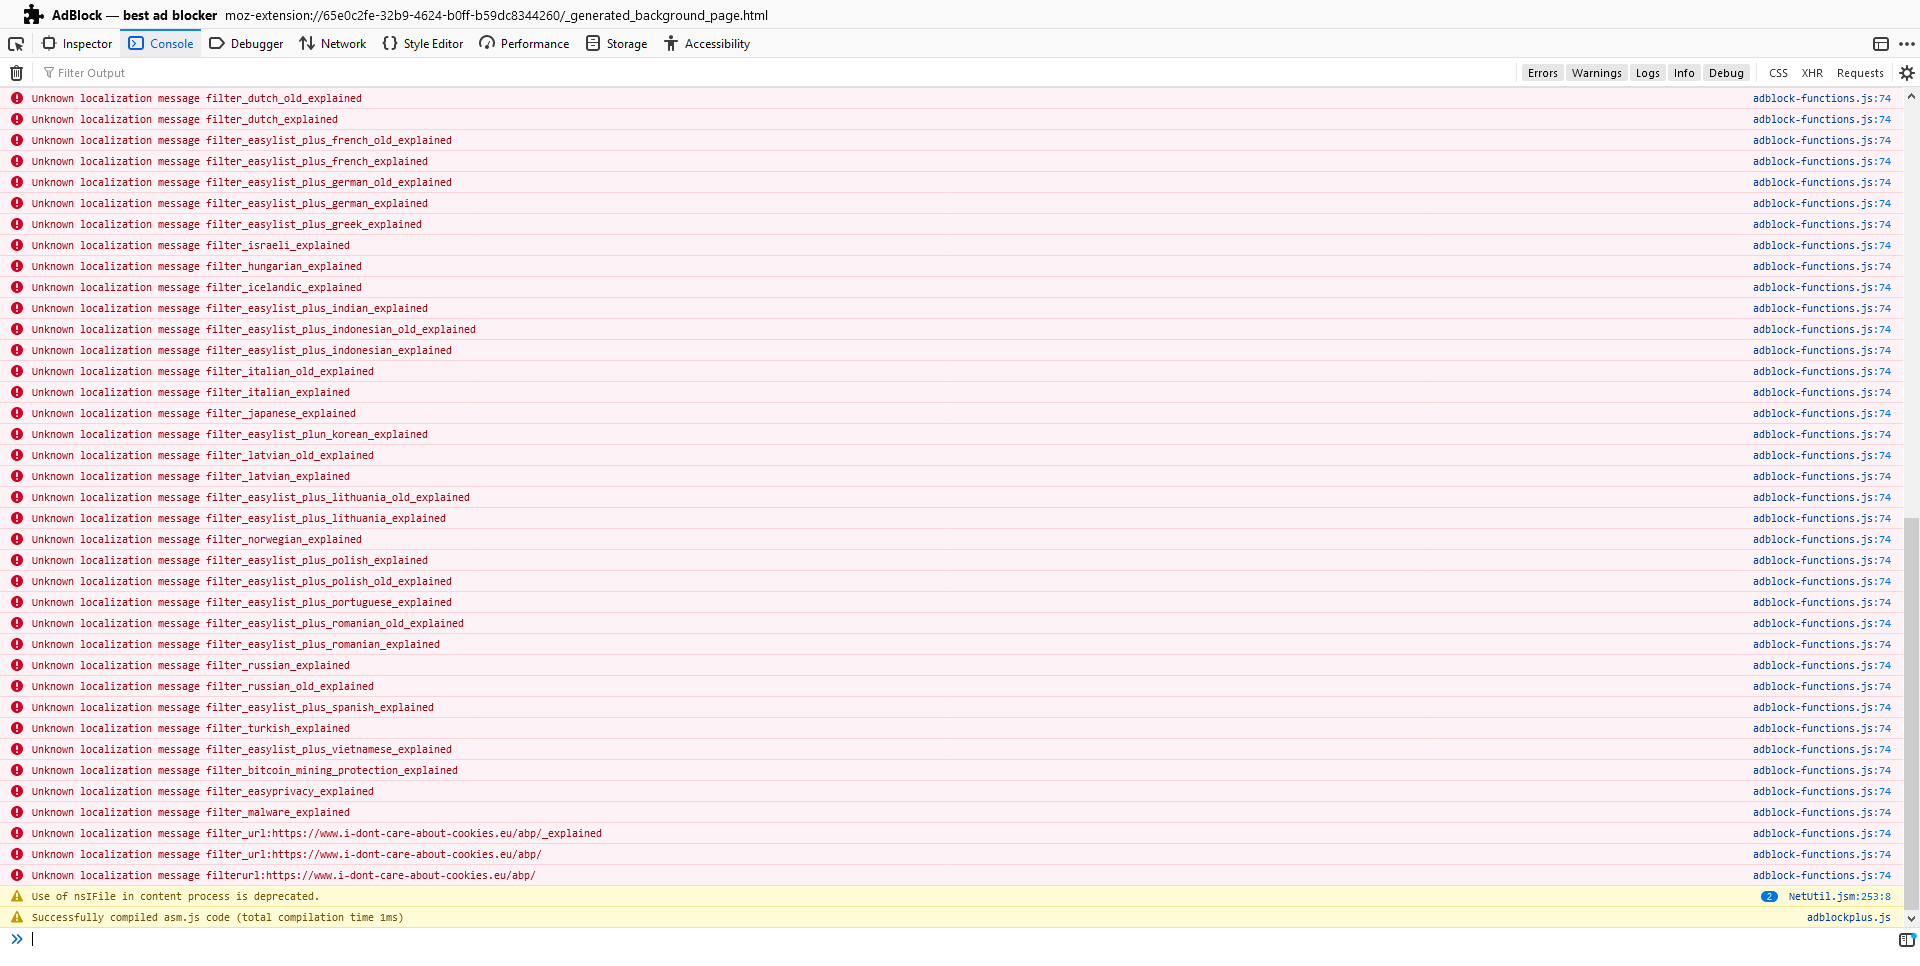 AdBlock — best ad blocker moz-extension://65e0c2fe-32b9-4624-b0ff-b59dc8344260/_generated_background_page.html
Inspector Console Debugger Network Style Editor Performance Storage Accessibility
Filter Output Errors Warnings Logs Info Debug CSS XHR Requests
Unknown localization message filter_dutch_old_explained adblock-functions.js:74
Unknown localization message filter_dutch_explained adblock-functions.js:74
Unknown localization message filter_easylist_plus_french_old_explained adblock-functions.js:74
Unknown localization message filter_easylist_plus_french_explained adblock-functions.js:74
Unknown localization message filter_easylist_plus_german_old_explained adblock-functions.js:74
Unknown localization message filter_easylist_plus_german_explained adblock-functions.js:74
Unknown localization message filter_easylist_plus_greek_explained adblock-functions.js:74
Unknown localization message filter_israeli_explained adblock-functions.js:74
Unknown localization message filter_hungarian_explained adblock-functions.js:74
Unknown localization message filter_icelandic_explained adblock-functions.js:74
Unknown localization message filter_easylist_plus_indian_explained adblock-functions.js:74
Unknown localization message filter_easylist_plus_indonesian_old_explained adblock-functions.js:74
Unknown localization message filter_easylist_plus_indonesian_explained adblock-functions.js:74
Unknown localization message filter_italian_old_explained adblock-functions.js:74
Unknown localization message filter_italian_explained adblock-functions.js:74
Unknown localization message filter_japanese_explained adblock-functions.js:74
Unknown localization message filter_easylist_plun_korean_explained adblock-functions.js:74
Unknown localization message filter_latvian_old_explained adblock-functions.js:74
Unknown localization message filter_latvian_explained adblock-functions.js:74
Unknown localization message filter_easylist_plus_lithuania_old_explained adblock-functions.js:74
Unknown localization message filter_easylist_plus_lithuania_explained adblock-functions.js:74
Unknown localization message filter_norwegian_explained adblock-functions.js:74
Unknown localization message filter_easylist_plus_polish_explained adblock-functions.js:74
Unknown localization message filter_easylist_plus_polish_old_explained adblock-functions.js:74
Unknown localization message filter_easylist_plus_portuguese_explained adblock-functions.js:74
Unknown localization message filter_easylist_plus_romanian_old_explained adblock-functions.js:74
Unknown localization message filter_easylist_plus_romanian_explained adblock-functions.js:74
Unknown localization message filter_russian_explained adblock-functions.js:74
Unknown localization message filter_russian_old_explained adblock-functions.js:74
Unknown localization message filter_easylist_plus_spanish_explained adblock-functions.js:74
Unknown localization message filter_turkish_explained adblock-functions.js:74
Unknown localization message filter_easylist_plus_vietnamese_explained adblock-functions.js:74
Unknown localization message filter_bitcoin_mining_protection_explained adblock-functions.js:74
Unknown localization message filter_easyprivacy_explained adblock-functions.js:74
Unknown localization message filter_malware_explained adblock-functions.js:74
Unknown localization message filter_url:https://www.i-dont-care-about-cookies.eu/abp/_explained adblock-functions.js:74
Unknown localization message filter_url:https://www.i-dont-care-about-cookies.eu/abp/ adblock-functions.js:74
Unknown localization message filterurl:https://www.i-dont-care-about-cookies.eu/abp/ adblock-functions.js:74
Use of nsIFile in content process is deprecated. 2 NetUtil.jsm:253:8
Successfully compiled asm.js code (total compilation time 1ms) adblockplus.js